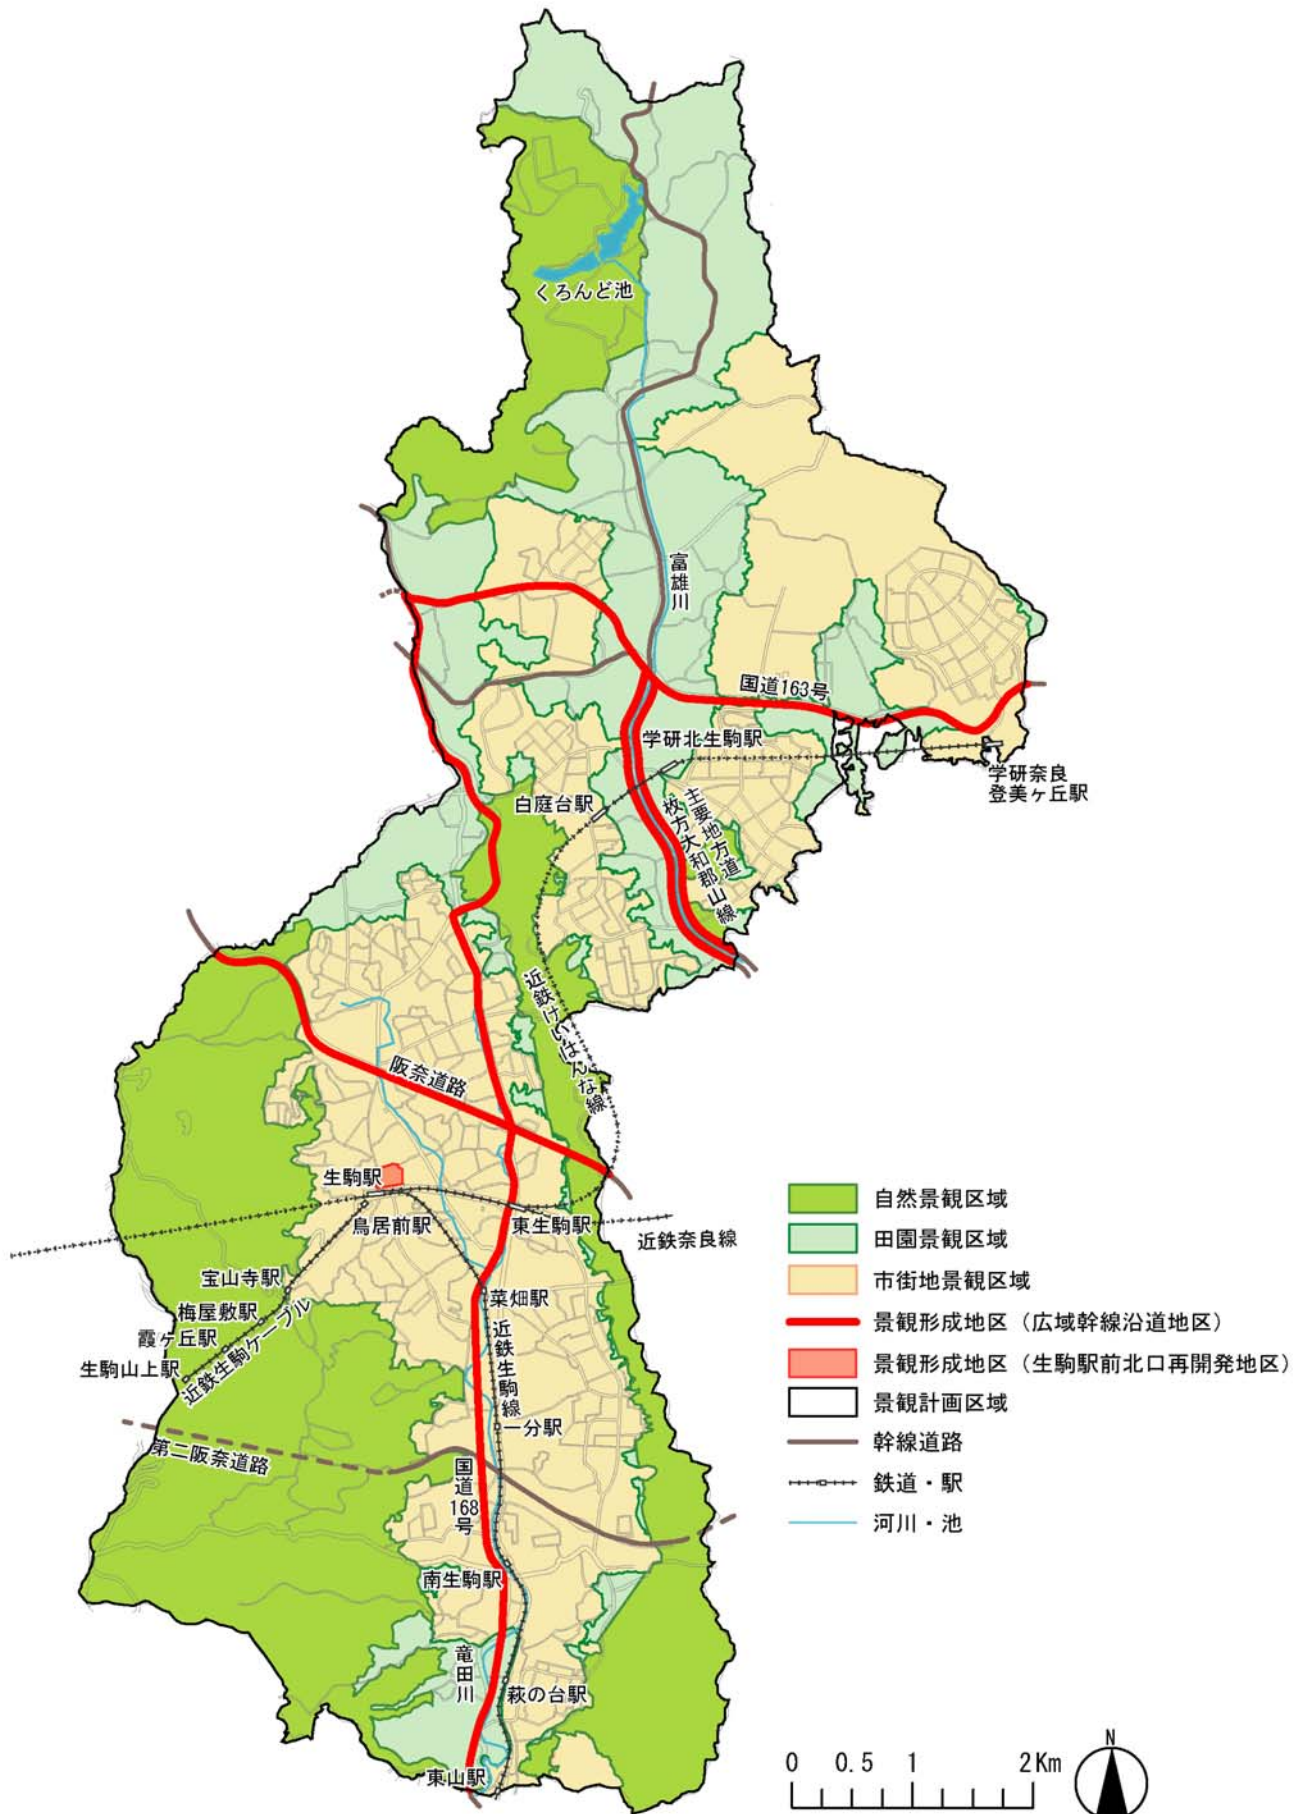 くろんど池
富雄川
国道163号
学研北生駒駅
学研奈良
登美ヶ丘駅
白庭台駅
主要地方道
枚方大和郡山線
近鉄けいはんな線
阪奈道路
生駒駅
鳥居前駅
東生駒駅
近鉄奈良線
宝山寺駅
梅屋敷駅
霞ヶ丘駅
生駒山上駅
近鉄生駒ケーブル
菜畑駅
近鉄生駒線
一分駅
第二阪奈道路
国道168号
南生駒駅
竜田川
萩の台駅
東山駅
自然景観区域
田園景観区域
市街地景観区域
景観形成地区（広域幹線沿道地区）
景観形成地区（生駒駅前北口再開発地区）
景観計画区域
幹線道路
鉄道・駅
河川・池
0 0.5 1 2Km
N